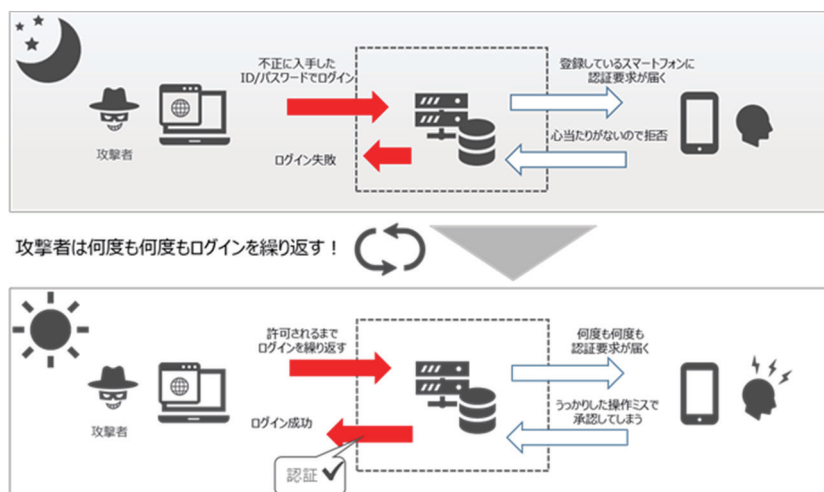 不正に入手した
ID/パスワードでログイン
登録しているスマートフォンに
認証要求が届く
攻撃者
ログイン失敗
心当たりがないので拒否
攻撃者は何度も何度もログインを繰り返す！
許可されるまで
ログインを繰り返す
何度も何度も
認証要求が届く
攻撃者
ログイン成功
うっかりした操作ミスで
承認してしまう
認証